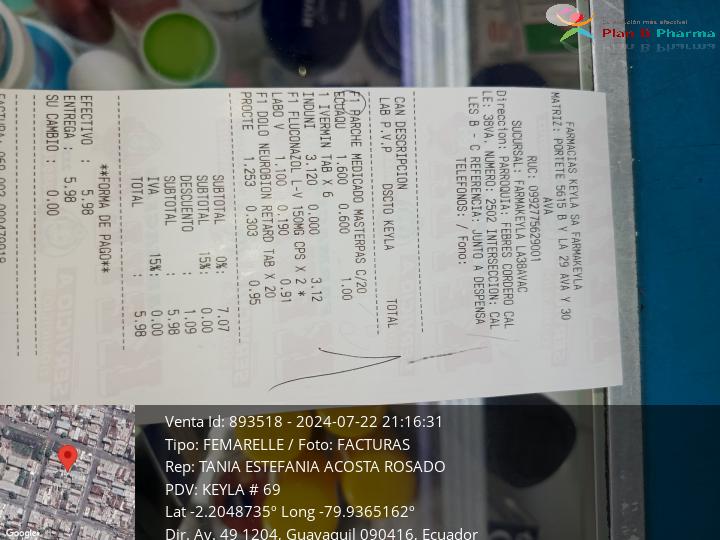 FARMACIAS KEYLA SA FARMAKEYLA
MATRIZ: PORTETE 5615 B Y LA 29 AVA Y 30
AVA
RUC: 0992775629001
SUCURSAL: FARMAKEYLA LA38AVAC
Direccion: PARROQUIA: FEBRES CORDERO CAL
LE: 38VA. NUMERO: 2502 INTERSECCION: CAL
LES B - C REFERENCIA: JUNTO A DESPENSA
TELEFONOS: / Fono:
CAN DESCRIPCION TOTAL
LAB P.V.P DSCTO KEYLA
F1 PARCHE MEDICADO MASTERPAS C/20
ECUAQU 1.600 0.600 1.00
1 IVERMIN TAB X 6
INDUNI 3.120 0.000 3.12
F1 FLUCONAZOL L-V 150MG CPS X 2 *
LABO V 1.100 0.190 0.91
F1 DOLO NEUROBION RETARD TAB X 20
PROCTE 1.253 0.303 0.95
SUBTOTAL 0%: 7.07
SUBTOTAL 15%: 0.00
DESCUENTO : 1.09
SUBTOTAL : 5.98
IVA 15%: 0.00
TOTAL : 5.98
**FORMA DE PAGO**
EFECTIVO : 5.98
ENTREGA : 5.98
SU CAMBIO : 0.00
Plan B Pharma
Venta Id: 893518 - 2024-07-22 21:16:31
Tipo: FEMARELLE / Foto: FACTURAS
Rep: TANIA ESTEFANIA ACOSTA ROSADO
PDV: KEYLA # 69
Lat -2.2048735° Long -79.9365162°
Dir. Av. 49 1204, Guayaquil 090416, Ecuador
Google